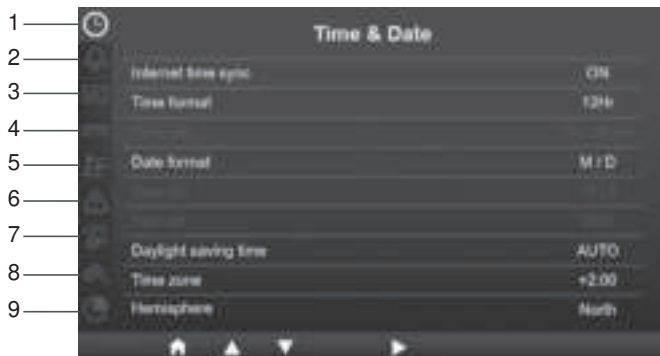 1
2
3
4
5
6
7
8
9
Time & Date
Internet time sync ON
Time format 12Hr
Date format M / D
Daylight saving time AUTO
Time zone +2.00
Hemisphere North